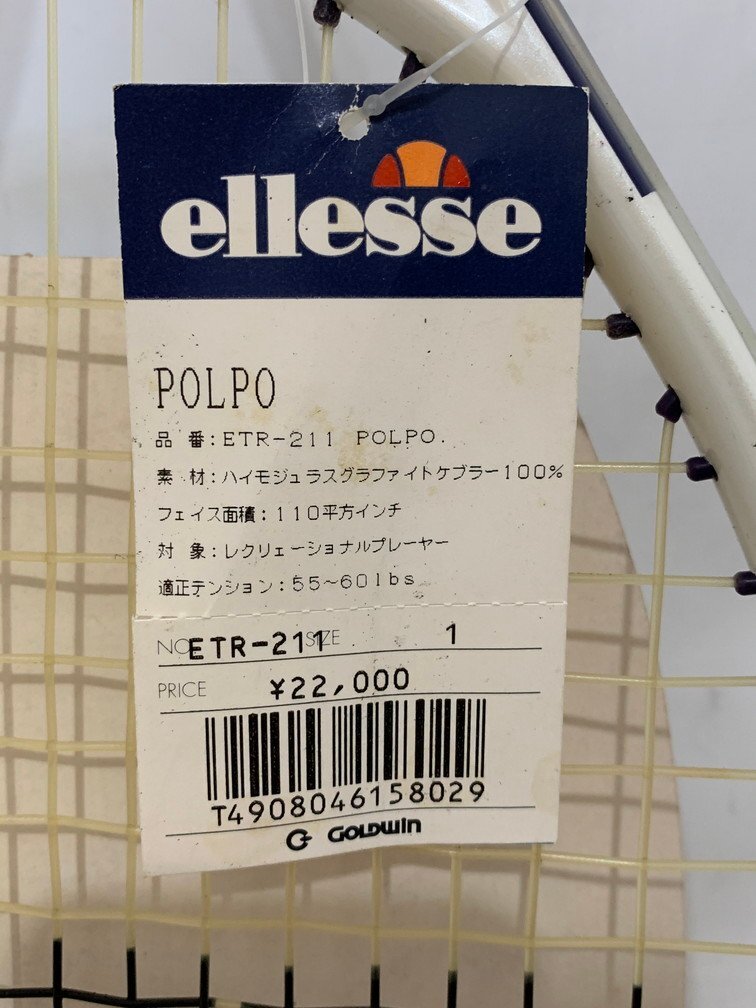 ellesse
POLPO
品 番:ETR-211 POLPO.
素 材:ハイモジュラスグラファイトケブラー100%
フェイス面積:110平方インチ
対 象:レクリェーショナルプレーヤー
適正テンション:55~60lbs
NO ETR-211 SIZE 1
PRICE ¥22,000
T4908046158029
GOLDWIN